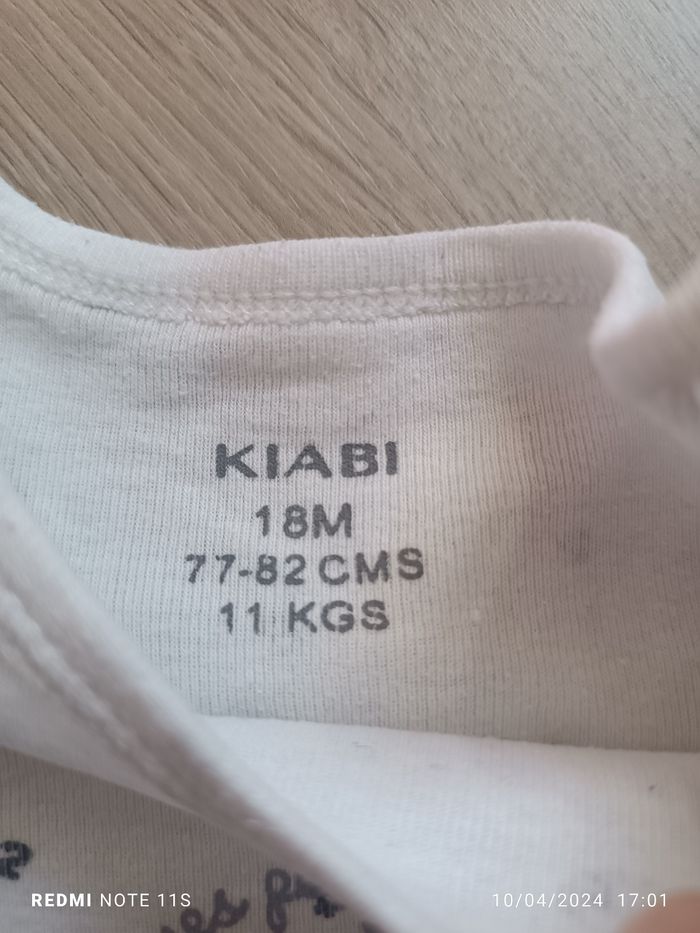 KIABI
18M
77-82 CMS
11 KGS
REDMI NOTE 11S
10/04/2024 17:01